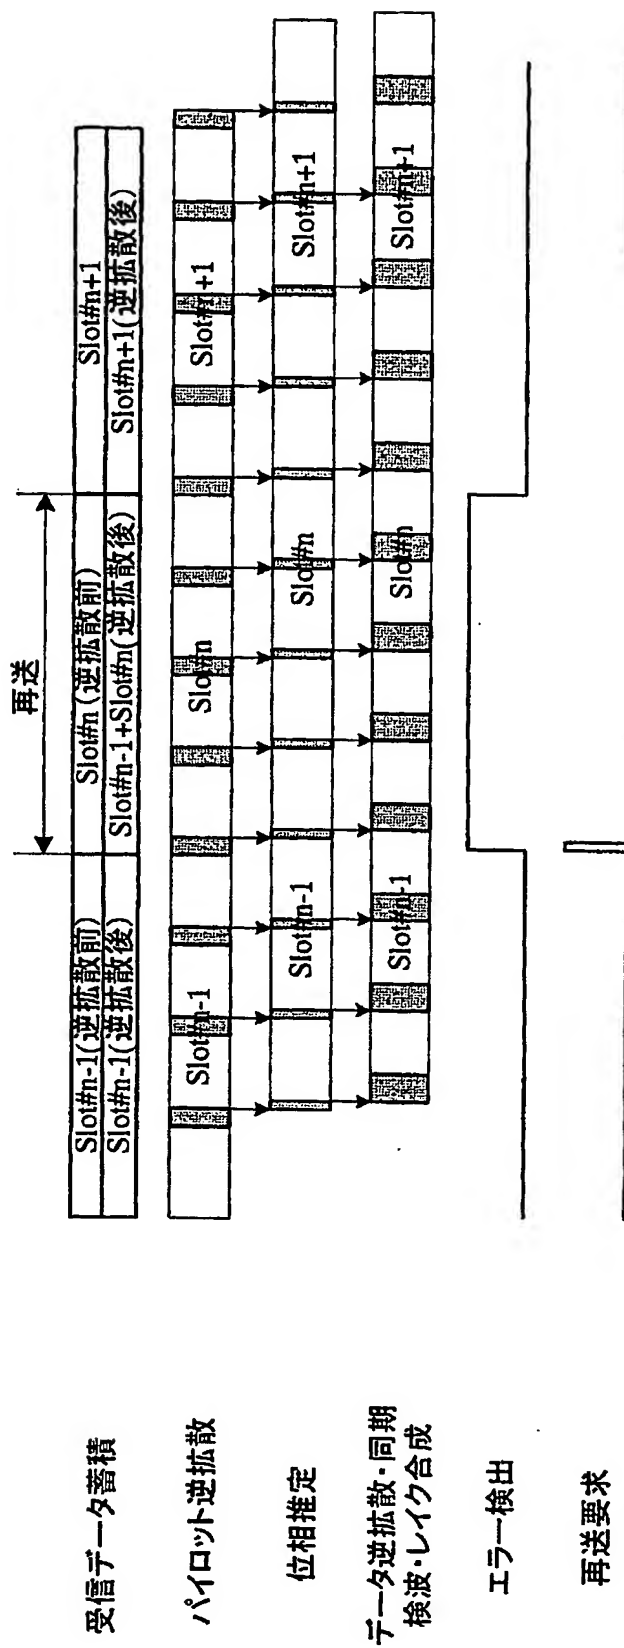 再送
受信データ蓄積
Slot#n-1(逆拡散前)
Slot#n(逆拡散前)
Slot#n+1
Slot#n-1(逆拡散後)
Slot#n-1+Slot#n(逆拡散後)
Slot#n+1(逆拡散後)
パイロット逆拡散
Slot#n-1
Slot#n
Slot#n+1
位相推定
Slot#n-1
Slot#n
Slot#n+1
データ逆拡散・同期
検波・レイク合成
Slot#n-1
Slot#n
Slot#n+1
エラー検出
再送要求